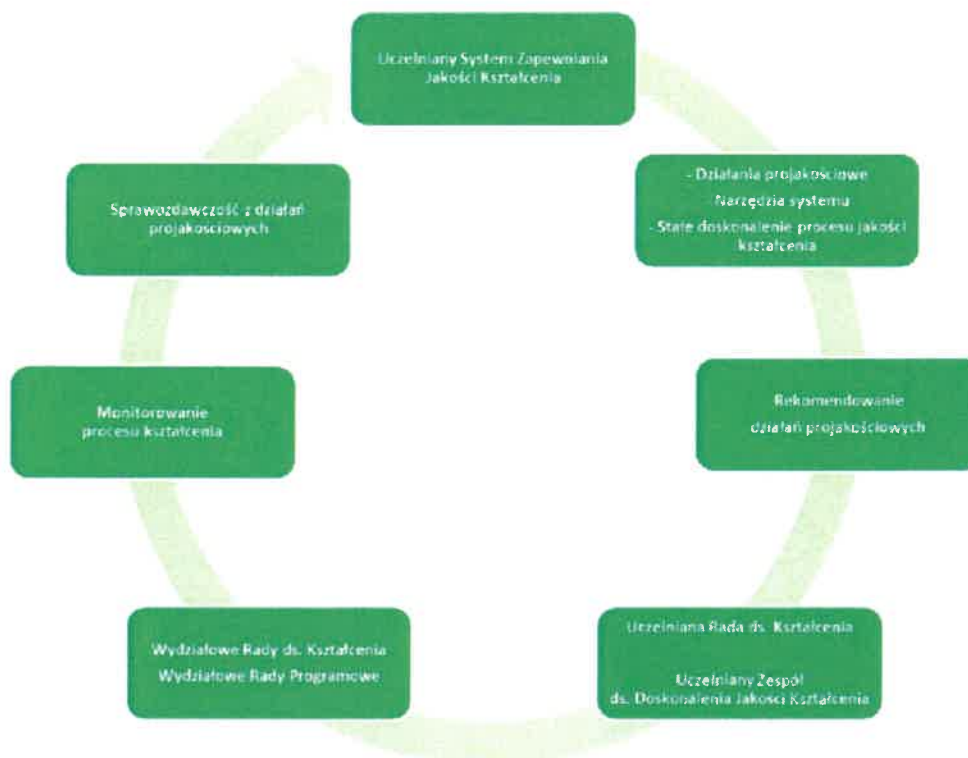 Uczelniany System Zapewniania
Jakości Kształcenia
- Działania projakościowe
- Narzędzia systemu
- Stałe doskonalenie procesu jakości
kształcenia
Rekomendowanie
działań projakościowych
Uczelniana Rada ds. Kształcenia
Uczelniany Zespół
ds. Doskonalenia Jakości Kształcenia
Wydziałowe Rady ds. Kształcenia
Wydziałowe Rady Programowe
Monitorowanie
procesu kształcenia
Sprawozdawczość z działań
projakościowych